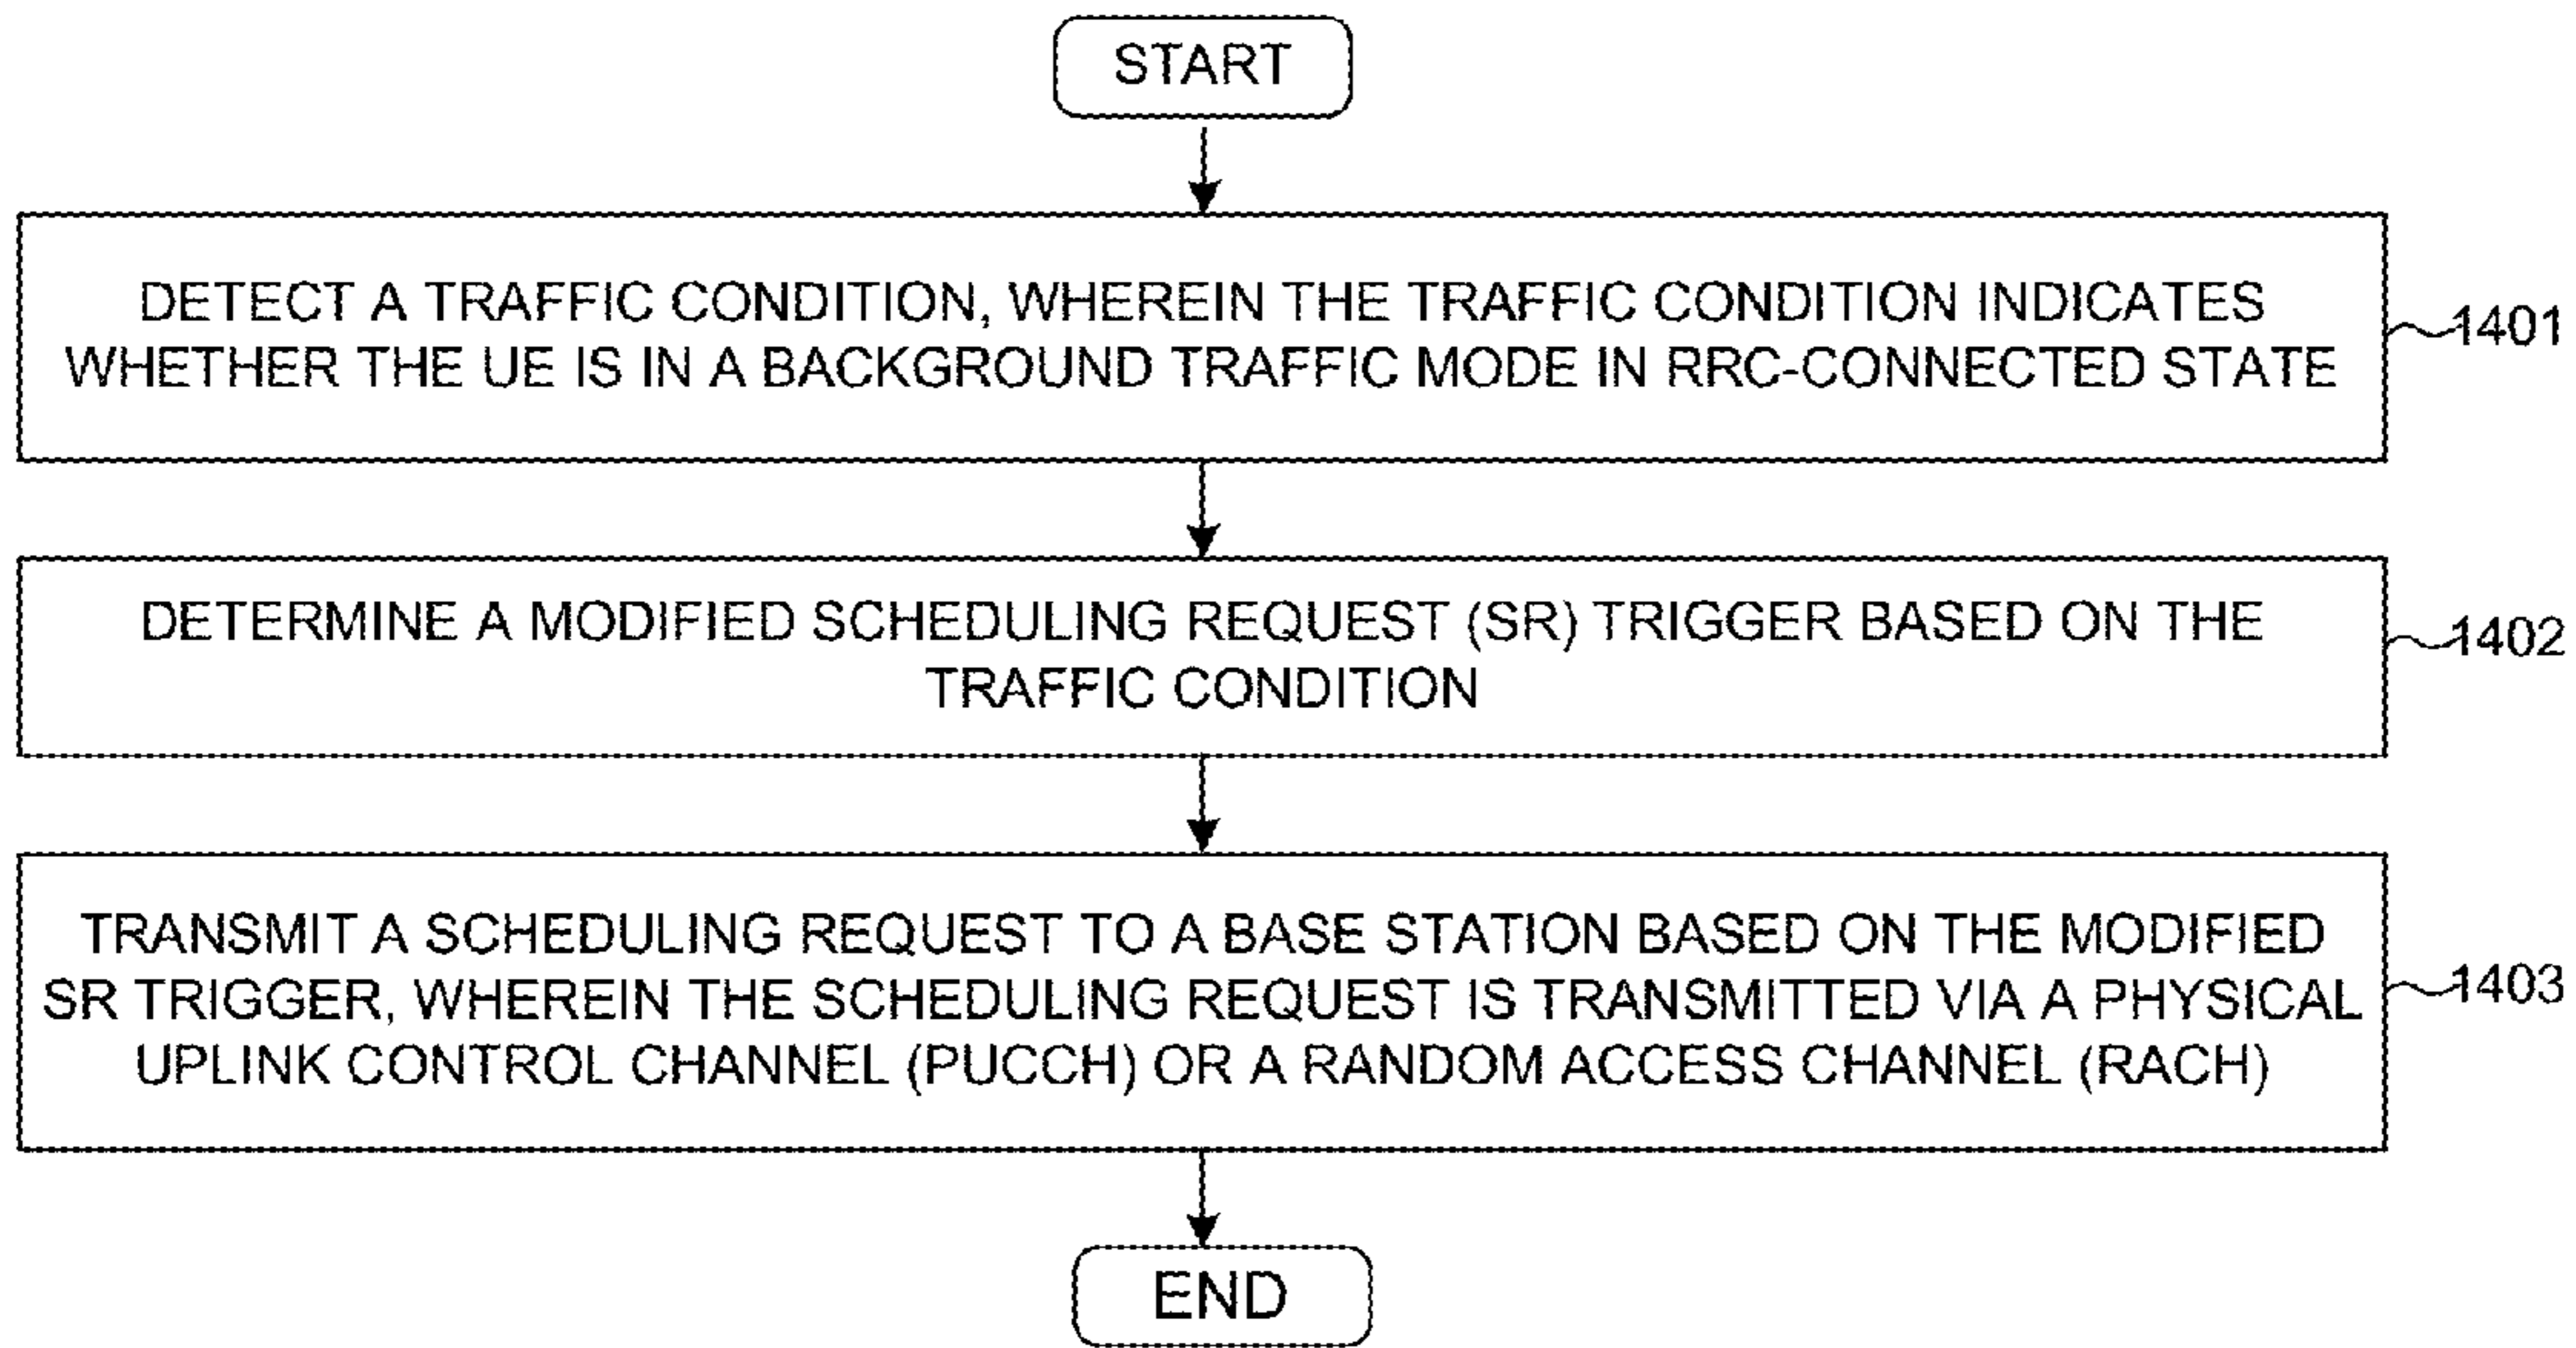 START
DETECT A TRAFFIC CONDITION, WHEREIN THE TRAFFIC CONDITION INDICATES
WHETHER THE UE IS IN A BACKGROUND TRAFFIC MODE IN RRC-CONNECTED STATE
1401
DETERMINE A MODIFIED SCHEDULING REQUEST (SR) TRIGGER BASED ON THE
TRAFFIC CONDITION
1402
TRANSMIT A SCHEDULING REQUEST TO A BASE STATION BASED ON THE MODIFIED
SR TRIGGER, WHEREIN THE SCHEDULING REQUEST IS TRANSMITTED VIA A PHYSICAL
UPLINK CONTROL CHANNEL (PUCCH) OR A RANDOM ACCESS CHANNEL (RACH)
1403
END